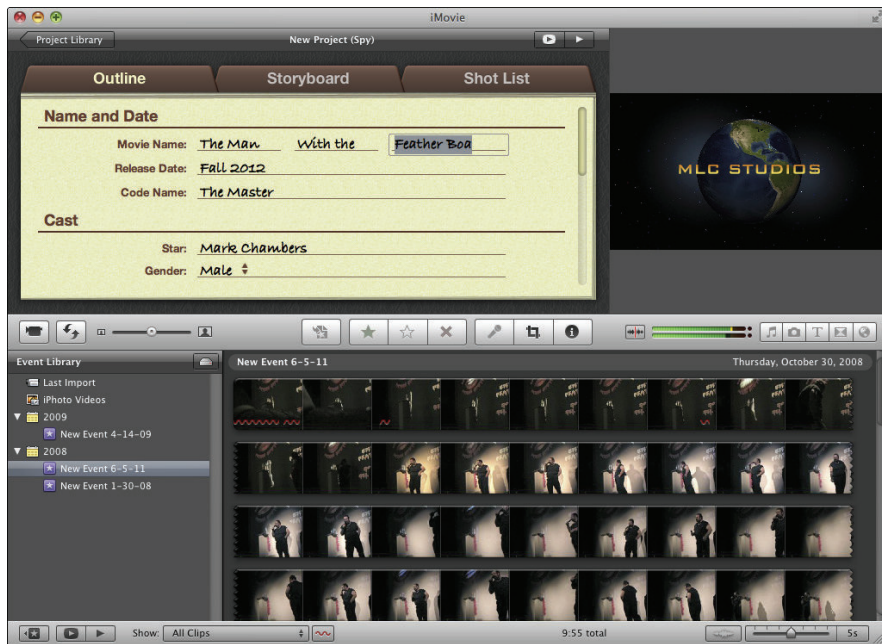 iMovie
Project Library
New Project (Spy)
Outline
Storyboard
Shot List
Name and Date
Movie Name: The Man With the Feather Boa
Release Date: Fall 2012
Code Name: The Master
Cast
Star: Mark Chambers
Gender: Male
MLC STUDIOS
Event Library
New Event 6-5-11
Thursday, October 30, 2008
Last Import
iPhoto Videos
2009
New Event 4-14-09
2008
New Event 6-5-11
New Event 1-30-08
Show: All Clips
9:55 total
5s